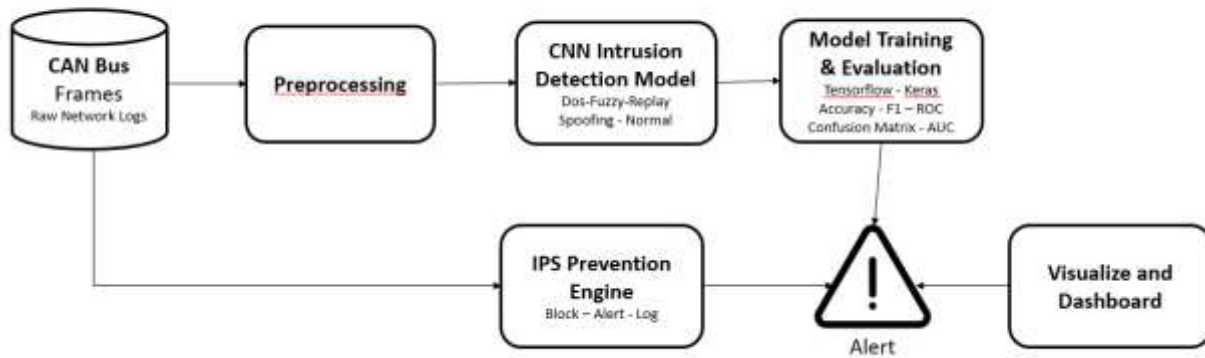 CAN Bus
Frames
Raw Network Logs
Preprocessing
CNN Intrusion
Detection Model
Dos-Fuzzy-Replay
Spoofing - Normal
Model Training
& Evaluation
Tensorflow - Keras
Accuracy - F1 – ROC
Confusion Matrix - AUC
IPS Prevention
Engine
Block – Alert - Log
!
Alert
Visualize and
Dashboard